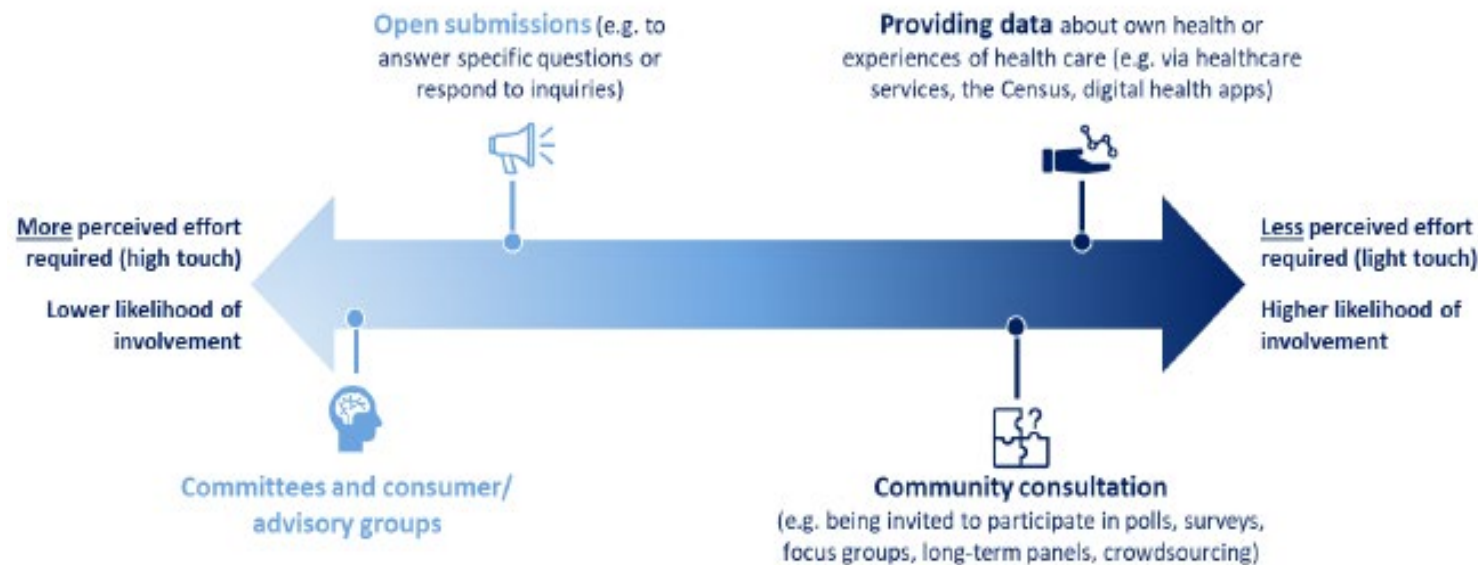 Open submissions (e.g. to
answer specific questions or
respond to inquiries)
Providing data about own health or
experiences of health care (e.g. via healthcare
services, the Census, digital health apps)
More perceived effort
required (high touch)
Lower likelihood of
involvement
Less perceived effort
required (light touch)
Higher likelihood of
involvement
?
Committees and consumer/
advisory groups
Community consultation
(e.g. being invited to participate in polls, surveys,
focus groups, long-term panels, crowdsourcing)